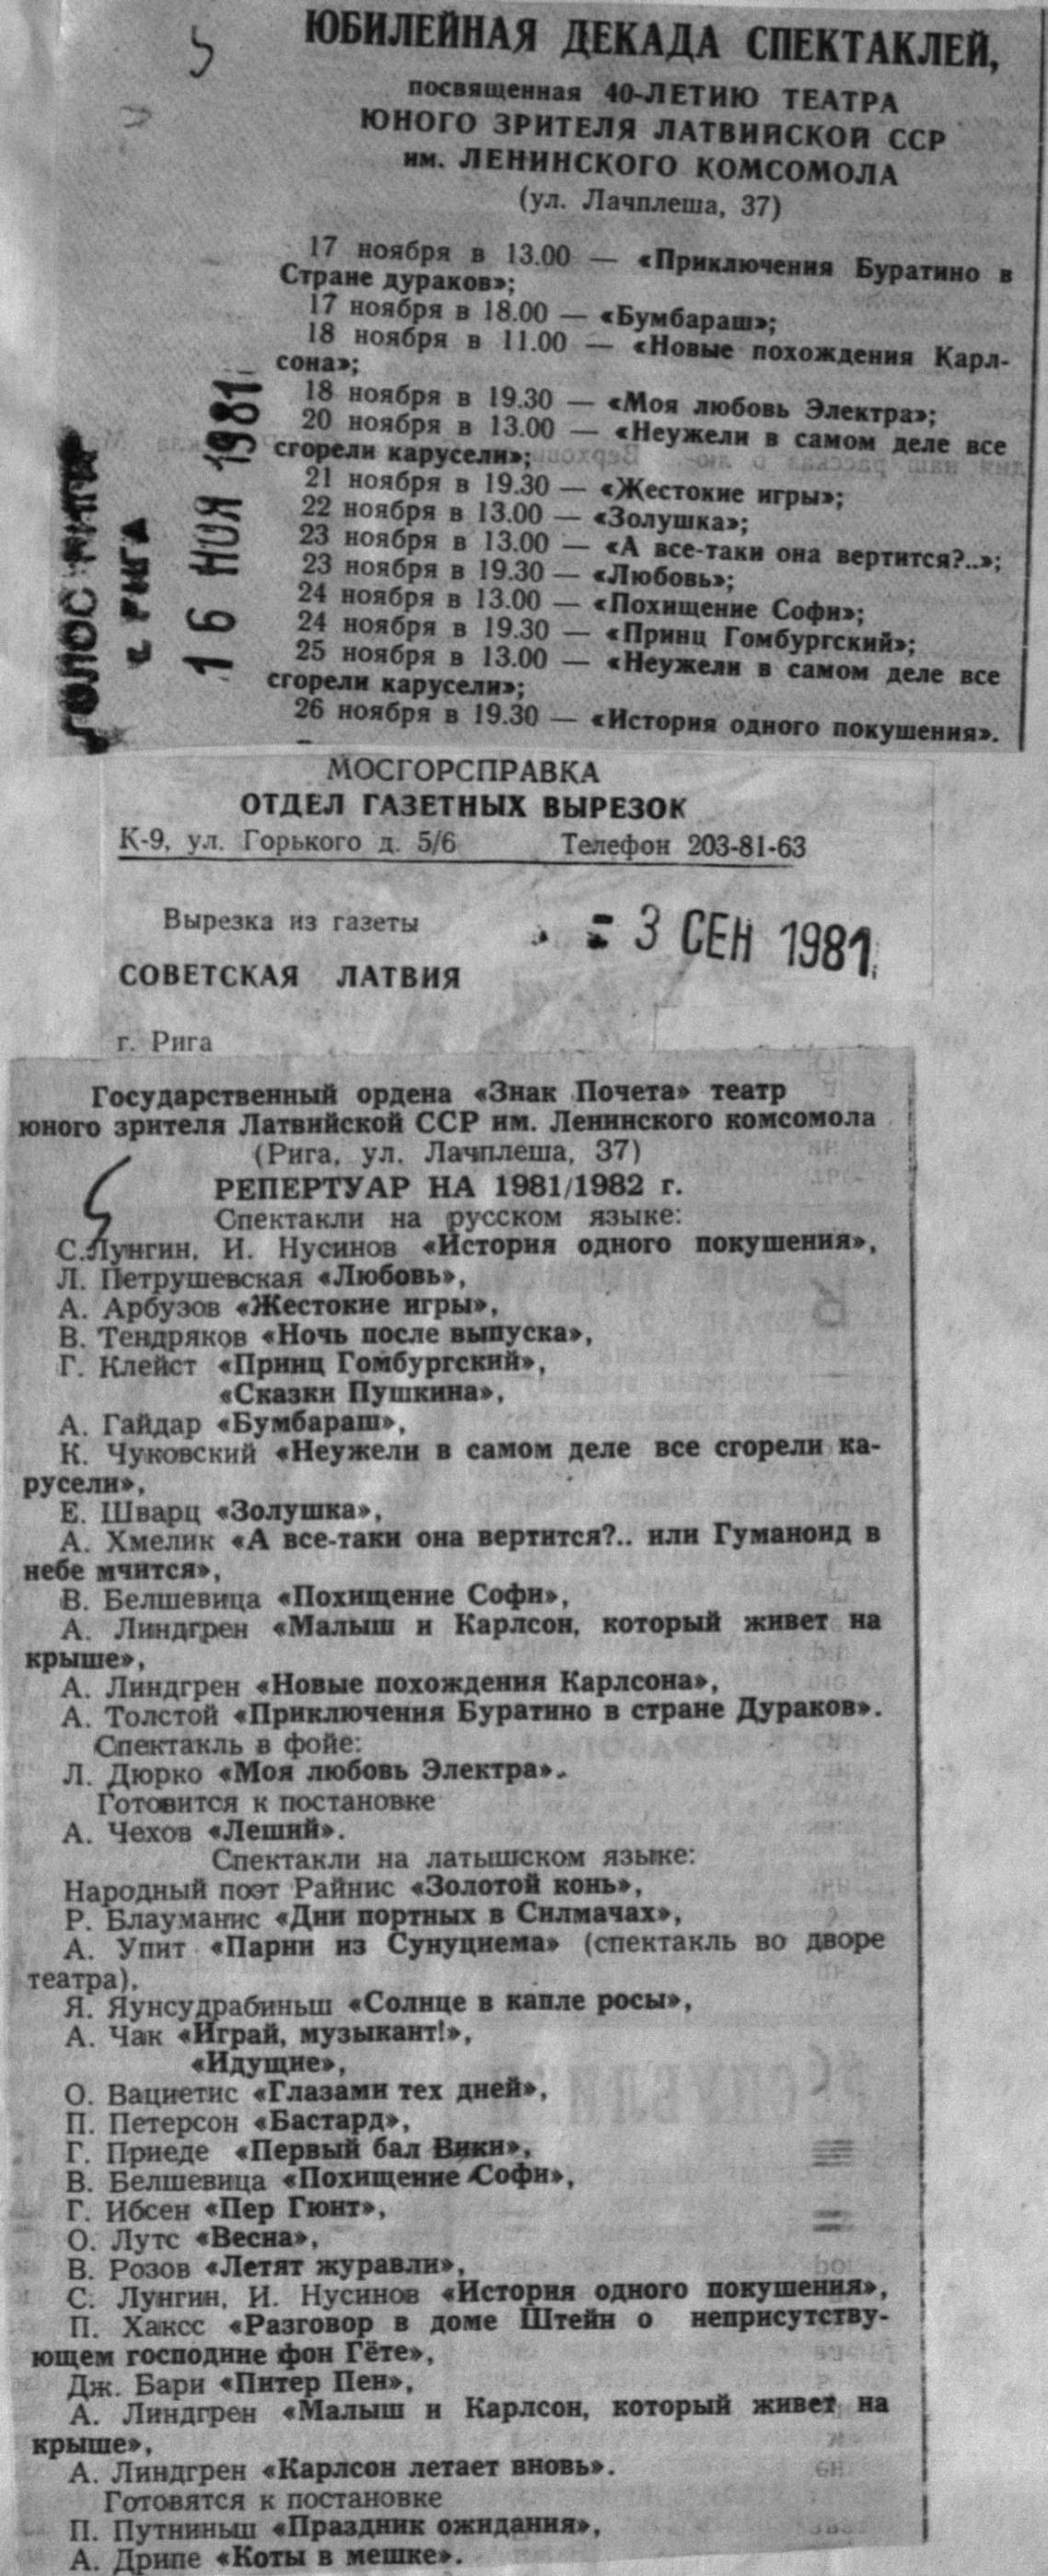 ЮБИЛЕЙНАЯ ДЕКАДА СПЕКТАКЛЕЙ,
посвященная 40-ЛЕТИЮ ТЕАТРА
ЮНОГО ЗРИТЕЛЯ ЛАТВИЙСКОЙ ССР
им. ЛЕНИНСКОГО КОМСОМОЛА
(ул. Лачплеша, 37)
17 ноября в 13.00 — «Приключения Буратино в
Стране дураков»;
17 ноября в 18.00 — «Бумбараш»;
18 ноября в 11.00 — «Новые похождения Карл-
сона»;
18 ноября в 19.30 — «Моя любовь Электра»;
20 ноября в 13.00 — «Неужели в самом деле все
сгорели карусели»;
21 ноября в 19.30 — «Жестокие игры»;
22 ноября в 13.00 — «Золушка»;
23 ноября в 13.00 — «А все-таки она вертится?..»;
23 ноября в 19.30 — «Любовь»;
24 ноября в 13.00 — «Похищение Софи»;
24 ноября в 19.30 — «Принц Гомбургский»;
25 ноября в 13.00 — «Неужели в самом деле все
сгорели карусели»;
26 ноября в 19.30 — «История одного покушения».
ГОЛОС РИГИ
г. РИГА
16 НОЯ 1981
МОСГОРСПРАВКА
ОТДЕЛ ГАЗЕТНЫХ ВЫРЕЗОК
К-9, ул. Горького д. 5/6 Телефон 203-81-63
Вырезка из газеты
- 3 СЕН 1981
СОВЕТСКАЯ ЛАТВИЯ
г. Рига
Государственный ордена «Знак Почета» театр
юного зрителя Латвийской ССР им. Ленинского комсомола
(Рига, ул. Лачплеша, 37)
РЕПЕРТУАР НА 1981/1982 г.
Спектакли на русском языке:
С. Лунгин, И. Нусинов «История одного покушения»,
Л. Петрушевская «Любовь»,
А. Арбузов «Жестокие игры»,
В. Тендряков «Ночь после выпуска»,
Г. Клейст «Принц Гомбургский»,
«Сказки Пушкина»,
А. Гайдар «Бумбараш»,
К. Чуковский «Неужели в самом деле все сгорели ка-
русели»,
Е. Шварц «Золушка»,
А. Хмелик «А все-таки она вертится?.. или Гуманоид в
небе мчится»,
В. Белшевица «Похищение Софи»,
А. Линдгрен «Малыш и Карлсон, который живет на
крыше»,
А. Линдгрен «Новые похождения Карлсона»,
А. Толстой «Приключения Буратино в стране Дураков».
Спектакль в фойе:
Л. Дюрко «Моя любовь Электра».
Готовится к постановке
А. Чехов «Леший».
Спектакли на латышском языке:
Народный поэт Райнис «Золотой конь»,
Р. Блауманис «Дни портных в Силмачах»,
А. Упит «Парни из Сунуциема» (спектакль во дворе
театра),
Я. Яунсудрабиньш «Солнце в капле росы»,
А. Чак «Играй, музыкант!»,
«Идущие»,
О. Вациетис «Глазами тех дней»,
П. Петерсон «Бастард»,
Г. Приеде «Первый бал Вики»,
В. Белшевица «Похищение Софи»,
Г. Ибсен «Пер Гюнт»,
О. Лутс «Весна»,
В. Розов «Летят журавли»,
С. Лунгин, И. Нусинов «История одного покушения»,
П. Хакс «Разговор в доме Штейн о неприсутству-
ющем господине фон Гёте»,
Дж. Бари «Питер Пен»,
А. Линдгрен «Малыш и Карлсон, который живет на
крыше»,
А. Линдгрен «Карлсон летает вновь».
Готовятся к постановке
П. Путниньш «Праздник ожидания»,
А. Дрипе «Коты в мешке».